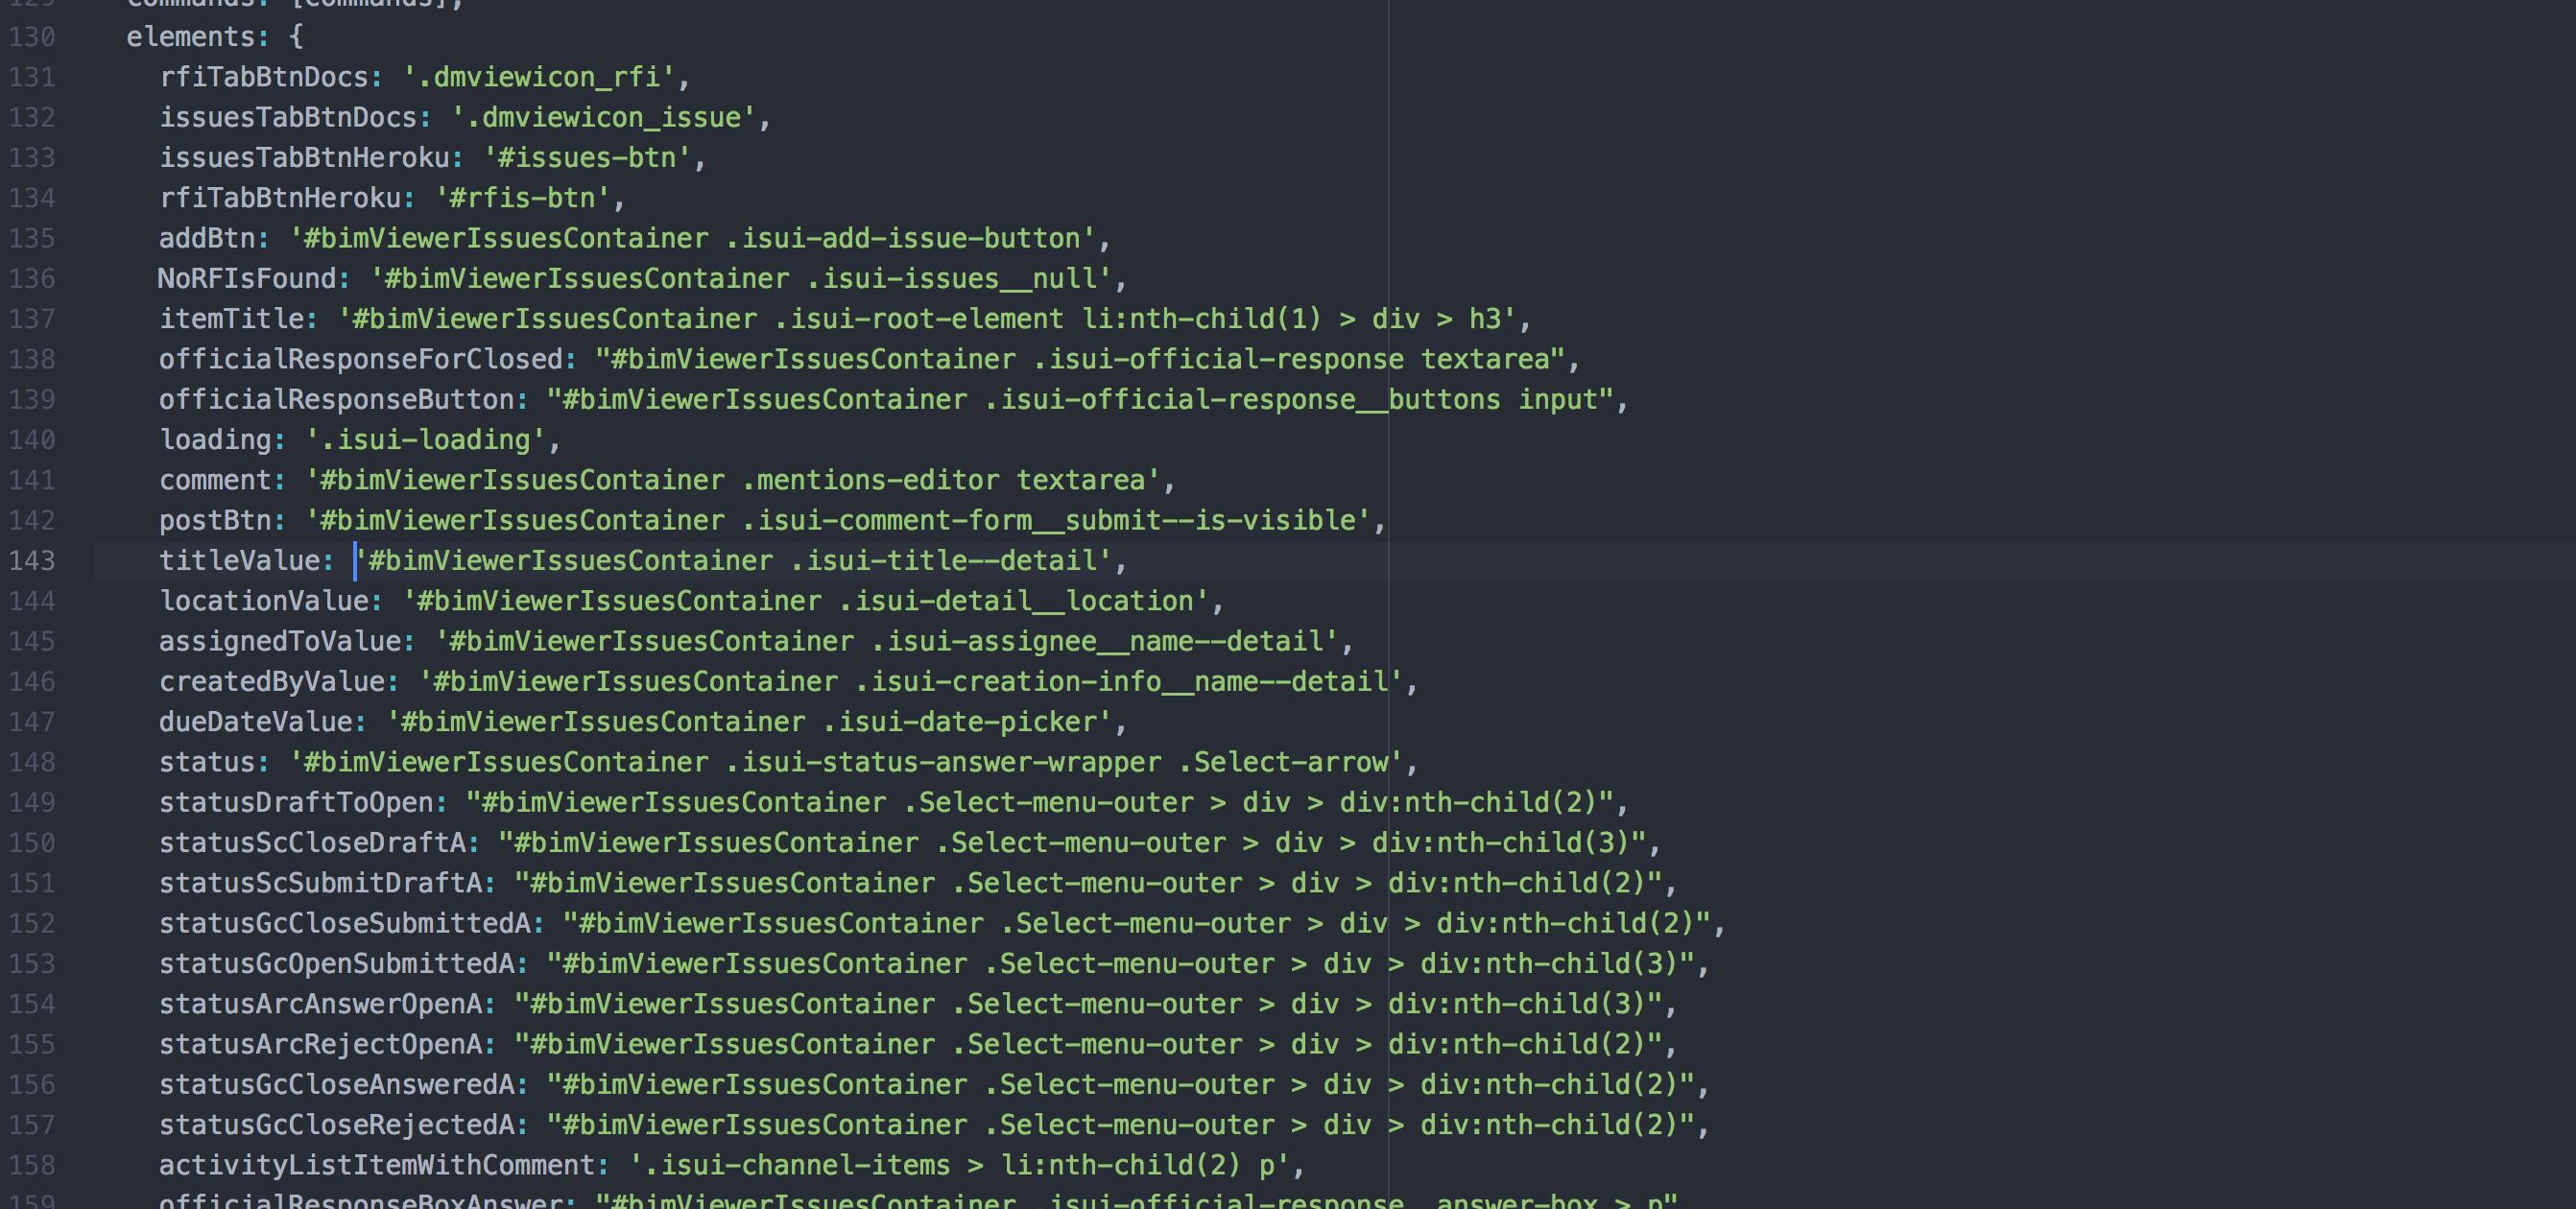 129 commands: [commands],
130 elements: {
131 rfiTabBtnDocs: '.dmviewicon_rfi',
132 issuesTabBtnDocs: '.dmviewicon_issue',
133 issuesTabBtnHeroku: '#issues-btn',
134 rfiTabBtnHeroku: '#rfis-btn',
135 addBtn: '#bimViewerIssuesContainer .isui-add-issue-button',
136 NoRFIsFound: '#bimViewerIssuesContainer .isui-issues__null',
137 itemTitle: '#bimViewerIssuesContainer .isui-root-element li:nth-child(1) > div > h3',
138 officialResponseForClosed: "#bimViewerIssuesContainer .isui-official-response textarea",
139 officialResponseButton: "#bimViewerIssuesContainer .isui-official-response__buttons input",
140 loading: '.isui-loading',
141 comment: '#bimViewerIssuesContainer .mentions-editor textarea',
142 postBtn: '#bimViewerIssuesContainer .isui-comment-form__submit--is-visible',
143 titleValue: '#bimViewerIssuesContainer .isui-title--detail',
144 locationValue: '#bimViewerIssuesContainer .isui-detail__location',
145 assignedToValue: '#bimViewerIssuesContainer .isui-assignee__name--detail',
146 createdByValue: '#bimViewerIssuesContainer .isui-creation-info__name--detail',
147 dueDateValue: '#bimViewerIssuesContainer .isui-date-picker',
148 status: '#bimViewerIssuesContainer .isui-status-answer-wrapper .Select-arrow',
149 statusDraftToOpen: "#bimViewerIssuesContainer .Select-menu-outer > div > div:nth-child(2)",
150 statusScCloseDraftA: "#bimViewerIssuesContainer .Select-menu-outer > div > div:nth-child(3)",
151 statusScSubmitDraftA: "#bimViewerIssuesContainer .Select-menu-outer > div > div:nth-child(2)",
152 statusGcCloseSubmittedA: "#bimViewerIssuesContainer .Select-menu-outer > div > div:nth-child(2)",
153 statusGcOpenSubmittedA: "#bimViewerIssuesContainer .Select-menu-outer > div > div:nth-child(3)",
154 statusArcAnswerOpenA: "#bimViewerIssuesContainer .Select-menu-outer > div > div:nth-child(3)",
155 statusArcRejectOpenA: "#bimViewerIssuesContainer .Select-menu-outer > div > div:nth-child(2)",
156 statusGcCloseAnsweredA: "#bimViewerIssuesContainer .Select-menu-outer > div > div:nth-child(2)",
157 statusGcCloseRejectedA: "#bimViewerIssuesContainer .Select-menu-outer > div > div:nth-child(2)",
158 activityListItemWithComment: '.isui-channel-items > li:nth-child(2) p',
159 officialResponseBoxAnswer: "#bimViewerIssuesContainer .isui-official-response__answer-box > p"